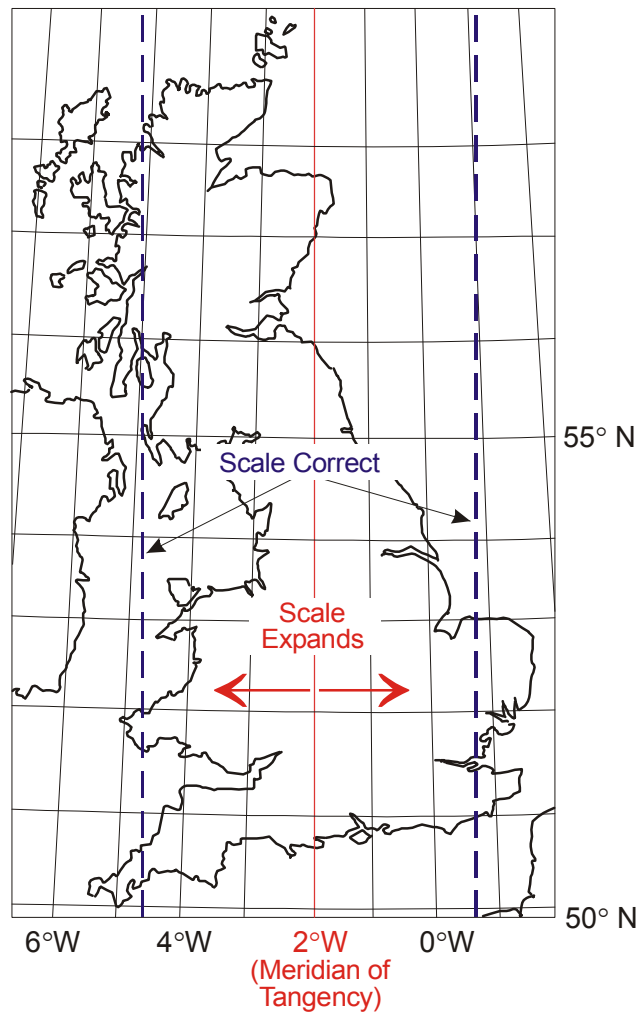 55° N
Scale Correct
Scale
Expands
50° N
6°W 4°W 2°W 0°W
(Meridian of
Tangency)